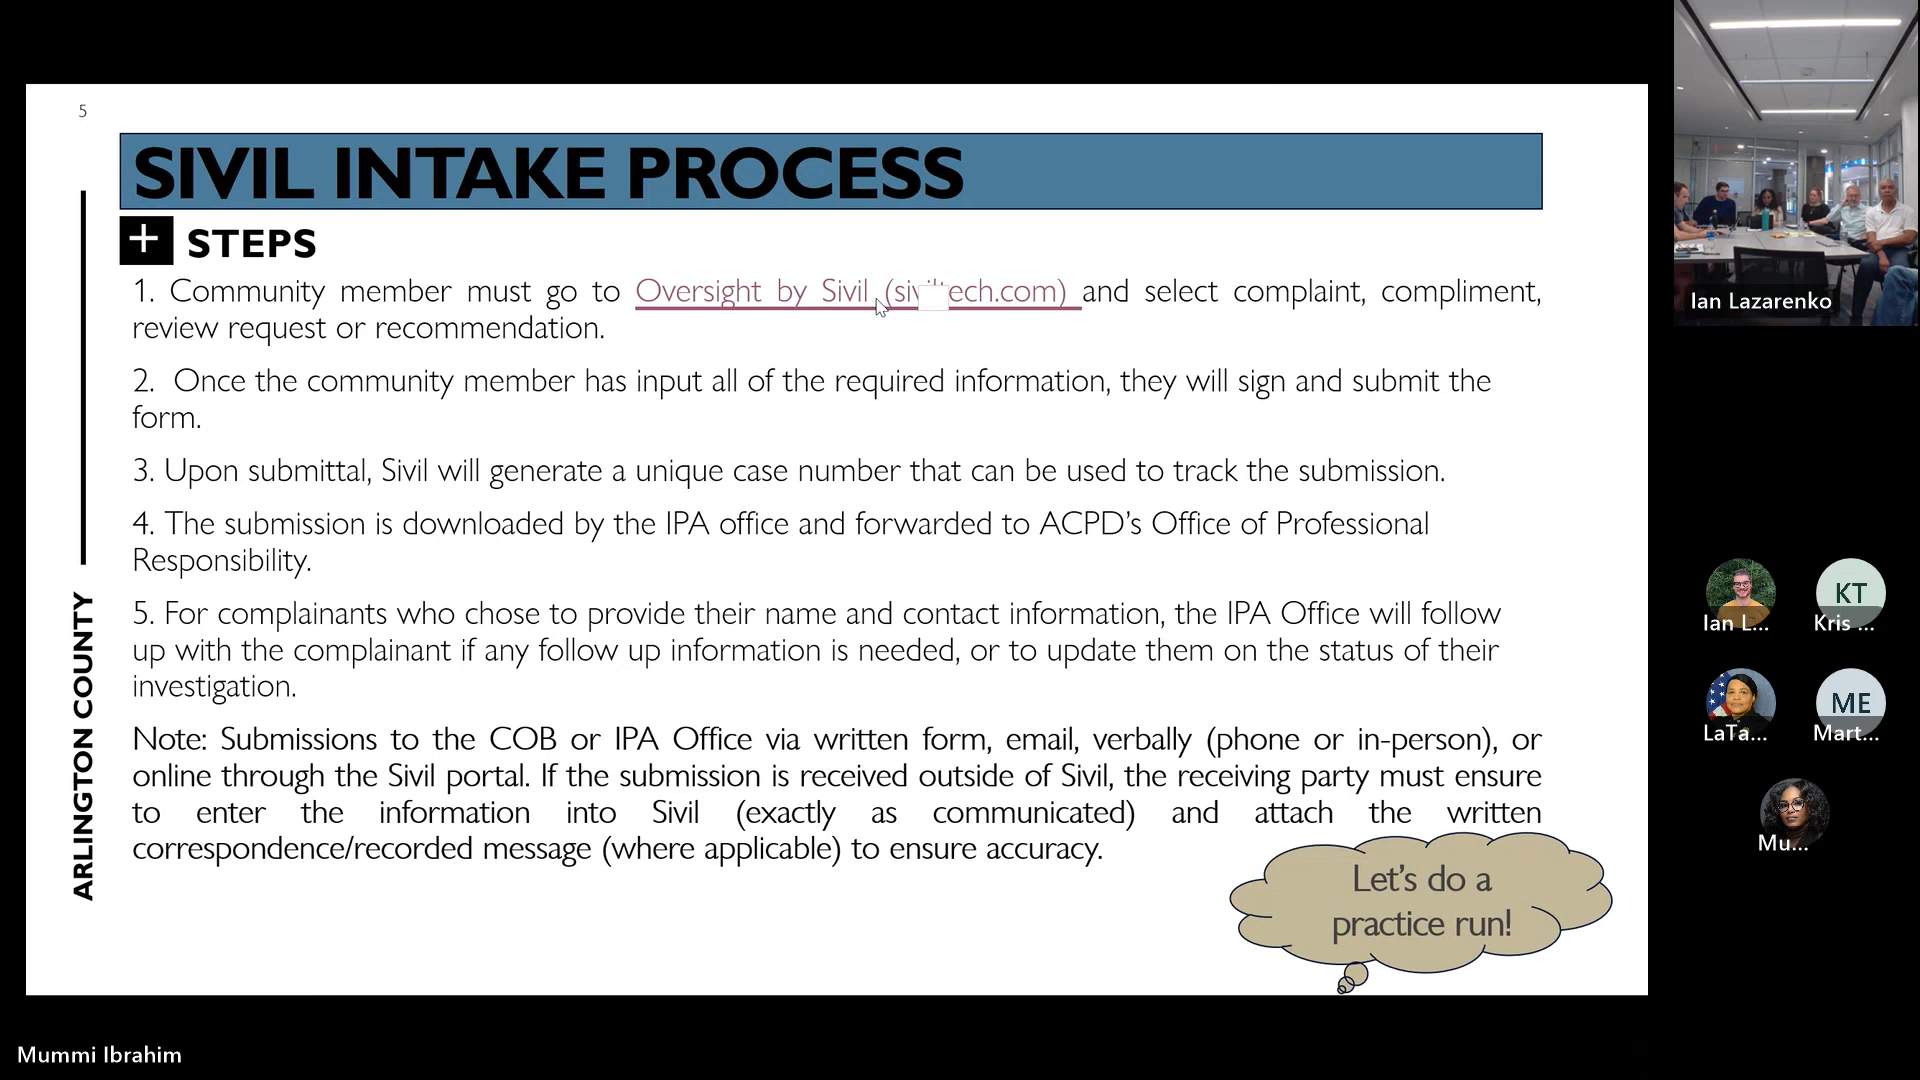 5
SIVIL INTAKE PROCESS
+ STEPS
1. Community member must go to Oversight by Sivil (siviltech.com) and select complaint, compliment,
review request or recommendation.
2. Once the community member has input all of the required information, they will sign and submit the
form.
3. Upon submittal, Sivil will generate a unique case number that can be used to track the submission.
4. The submission is downloaded by the IPA office and forwarded to ACPD’s Office of Professional
Responsibility.
5. For complainants who chose to provide their name and contact information, the IPA Office will follow
up with the complainant if any follow up information is needed, or to update them on the status of their
investigation.
Note: Submissions to the COB or IPA Office via written form, email, verbally (phone or in-person), or
online through the Sivil portal. If the submission is received outside of Sivil, the receiving party must ensure
to enter the information into Sivil (exactly as communicated) and attach the written
correspondence/recorded message (where applicable) to ensure accuracy.
Let’s do a
practice run!
ARLINGTON COUNTY
Ian Lazarenko
Ian L...
KT
Kris ...
LaTa...
ME
Mart...
Mu...
Mummi Ibrahim